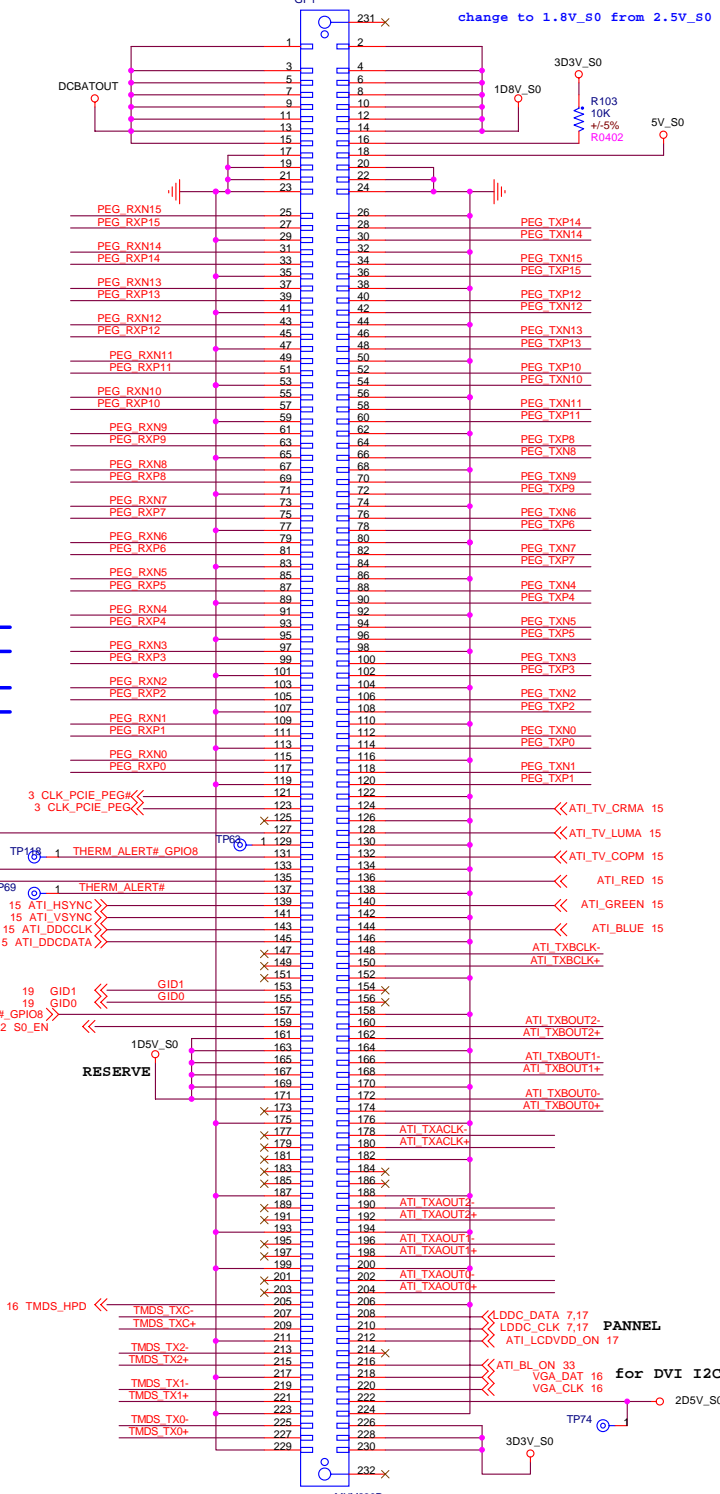 231
change to 1.8V_S0 from 2.5V_S0
1 2
3D3V_S0
3 4
DCBATOUT 5 6 1D8V_S0
7 8
R103
9 10
10K
11 12
+/-5%
13 14
R0402
5V_S0
15 16
17 18
19 20
21 22
23 24
PEG_RXN15 25 26
PEG_RXP15 27 28 PEG_TXP14
29 30 PEG_TXN14
PEG_RXN14 31 32
PEG_RXP14 33 34 PEG_TXN15
35 36 PEG_TXP15
PEG_RXN13 37 38
PEG_RXP13 39 40 PEG_TXP12
41 42 PEG_TXN12
PEG_RXN12 43 44
PEG_RXP12 45 46 PEG_TXN13
47 48 PEG_TXP13
PEG_RXN11 49 50
PEG_RXP11 51 52 PEG_TXP10
53 54 PEG_TXN10
PEG_RXN10 55 56
PEG_RXP10 57 58 PEG_TXN11
59 60 PEG_TXP11
PEG_RXN9 61 62
PEG_RXP9 63 64 PEG_TXP8
65 66 PEG_TXN8
PEG_RXN8 67 68
PEG_RXP8 69 70 PEG_TXN9
71 72 PEG_TXP9
PEG_RXN7 73 74
PEG_RXP7 75 76 PEG_TXN6
77 78 PEG_TXP6
PEG_RXN6 79 80
PEG_RXP6 81 82 PEG_TXN7
83 84 PEG_TXP7
PEG_RXN5 85 86
PEG_RXP5 87 88 PEG_TXN4
89 90 PEG_TXP4
PEG_RXN4 91 92
PEG_RXP4 93 94 PEG_TXN5
95 96 PEG_TXP5
PEG_RXN3 97 98
PEG_RXP3 99 100 PEG_TXN3
101 102 PEG_TXP3
PEG_RXN2 103 104
PEG_RXP2 105 106 PEG_TXN2
107 108 PEG_TXP2
PEG_RXN1 109 110
PEG_RXP1 111 112 PEG_TXN0
113 114 PEG_TXP0
PEG_RXN0 115 116
PEG_RXP0 117 118 PEG_TXN1
119 120 PEG_TXP1
3 CLK_PCIE_PEG# 121 122
3 CLK_PCIE_PEG 123 124 ATI_TV_CRMA 15
125 126
127 128 ATI_TV_LUMA 15
TP63 1 129 130
TP118 1 THERM_ALERT#_GPIO8 131 132 ATI_TV_COPM 15
133 134
135 136 ATI_RED 15
P69 1 THERM_ALERT# 137 138
15 ATI_HSYNC 139 140 ATI_GREEN 15
15 ATI_VSYNC 141 142
15 ATI_DDCCLK 143 144 ATI_BLUE 15
5 ATI_DDCDATA 145 146
147 148 ATI_TXBCLK-
149 150 ATI_TXBCLK+
151 152
19 GID1 GID1 153 154
19 GID0 GID0 155 156
#_GPIO8 157 158
2 S0_EN 159 160 ATI_TXBOUT2-
161 162 ATI_TXBOUT2+
1D5V_S0 163 164
165 166 ATI_TXBOUT1-
RESERVE 167 168 ATI_TXBOUT1+
169 170
171 172 ATI_TXBOUT0-
173 174 ATI_TXBOUT0+
175 176
177 178 ATI_TXACLK-
179 180 ATI_TXACLK+
181 182
183 184
185 186
187 188
189 190 ATI_TXAOUT2-
191 192 ATI_TXAOUT2+
193 194
195 196 ATI_TXAOUT1-
197 198 ATI_TXAOUT1+
199 200
201 202 ATI_TXAOUT0-
203 204 ATI_TXAOUT0+
16 TMDS_HPD 205 206
TMDS_TXC- 207 208 LDDC_DATA 7,17
TMDS_TXC+ 209 210 LDDC_CLK 7,17 PANNEL
211 212 ATI_LCDVDD_ON 17
TMDS_TX2- 213 214
TMDS_TX2+ 215 216 ATI_BL_ON 33
217 218 VGA_DAT 16 for DVI I2C
TMDS_TX1- 219 220 VGA_CLK 16
TMDS_TX1+ 221 222 2D5V_S0
223 224
TMDS_TX0- 225 226 TP74 1
TMDS_TX0+ 227 228
229 230 3D3V_S0
232